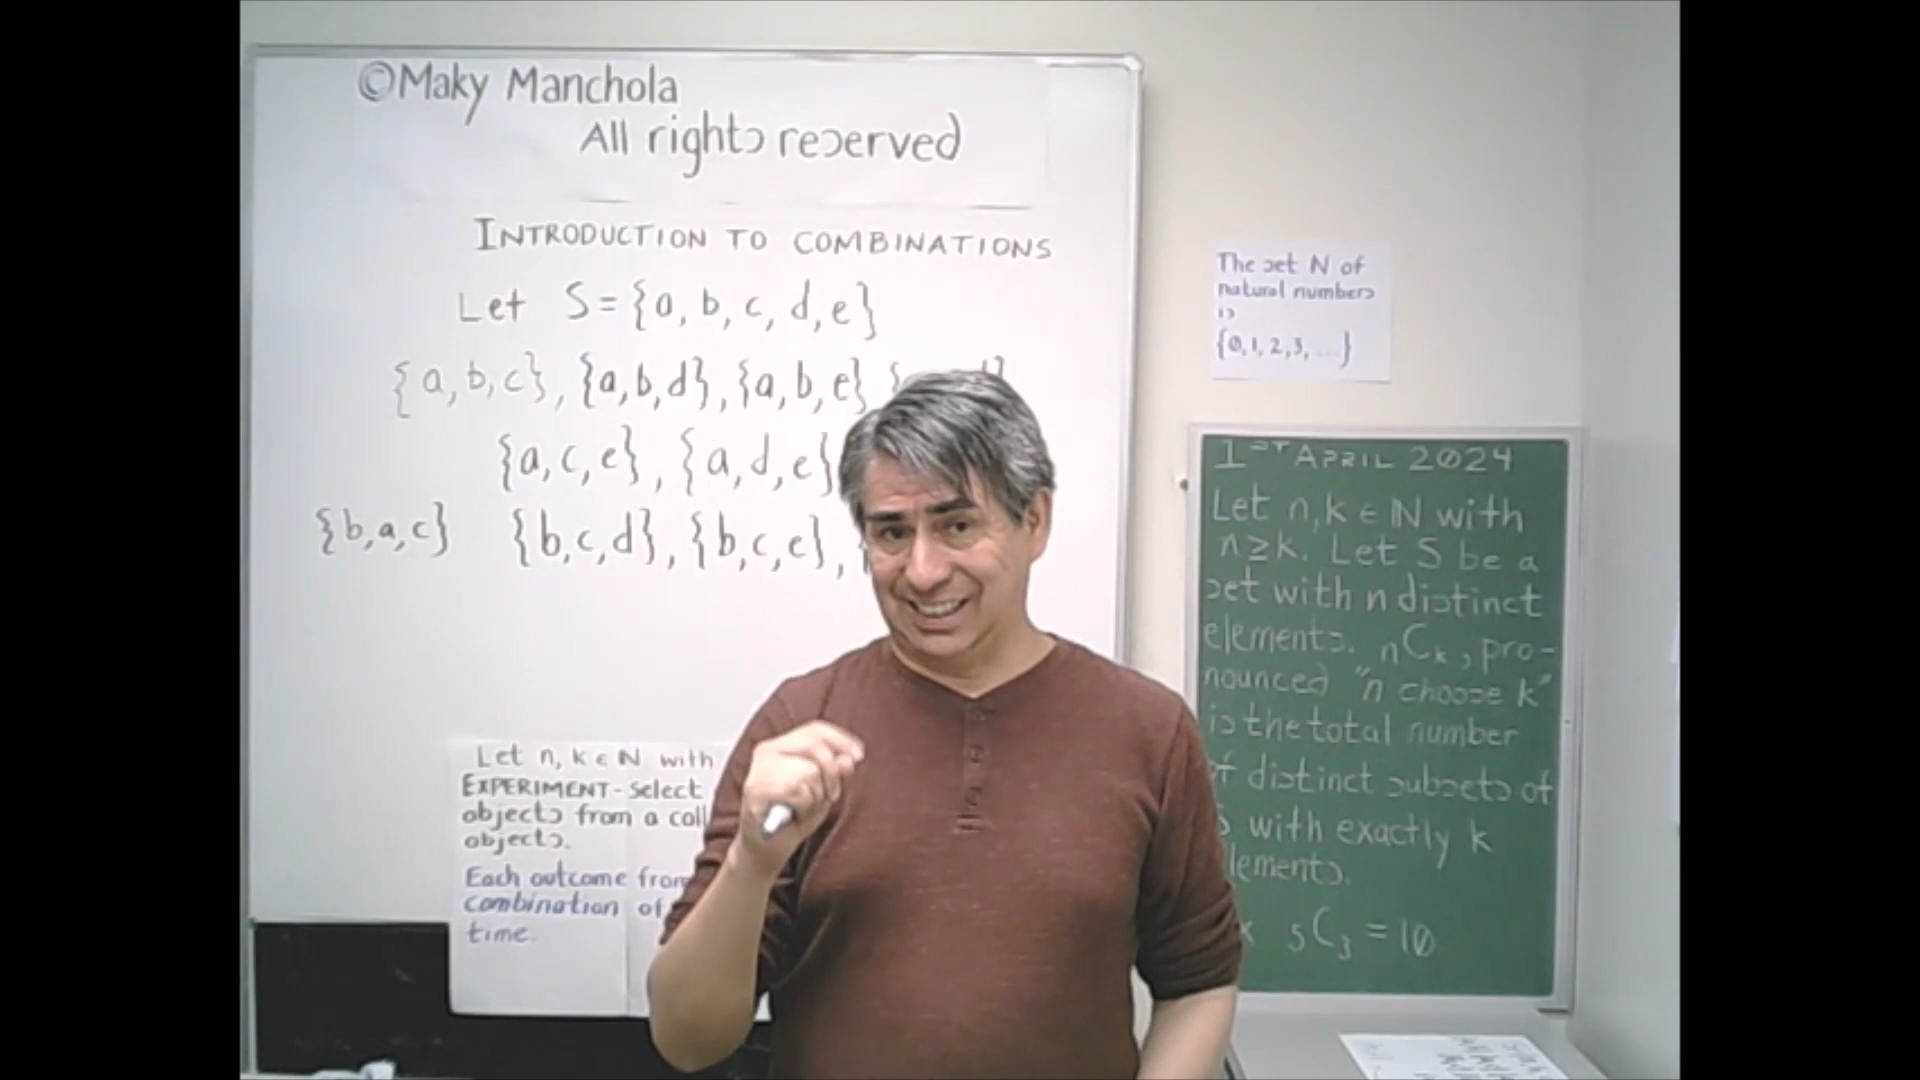 ©Maky Manchola
All rights reserved
INTRODUCTION TO COMBINATIONS
Let S = {a, b, c, d, e}
{a, b, c}, {a, b, d}, {a, b, e}, {
{a, c, e}, {a, d, e}
{b, a, c} {b, c, d}, {b, c, e},
Let n, k ∈ N with
EXPERIMENT - Select
objects from a
objects.
Each outcome from
combination of
time.
The set N of
natural numbers
is
{0, 1, 2, 3, ...}
1ST APRIL 2024
Let n, k ∈ N with
n ≥ k. Let S be a
set with n distinct
elements. nCk, pro-
nounced "n choose k"
is the total number
of distinct subsets of
S with exactly k
elements.
5C3 = 10